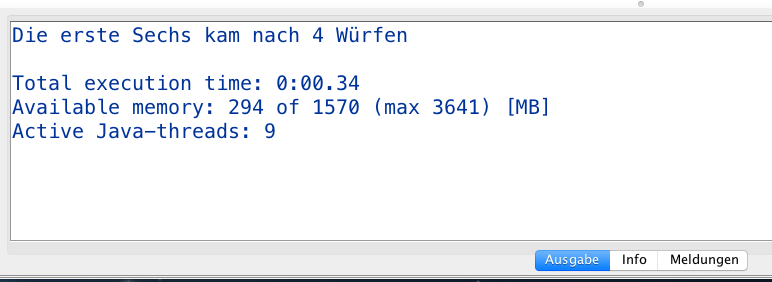 Die erste Sechs kam nach 4 Würfen
Total execution time: 0:00.34
Available memory: 294 of 1570 (max 3641) [MB]
Active Java-threads: 9
Ausgabe Info Meldungen